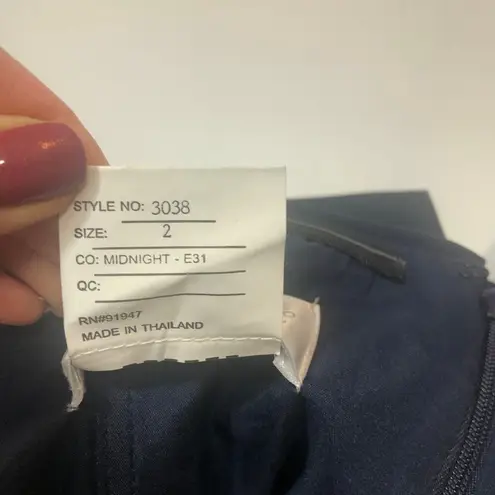 STYLE NO: 3038
SIZE: 2
CO: MIDNIGHT - E31
QC:
RN#91947
MADE IN THAILAND